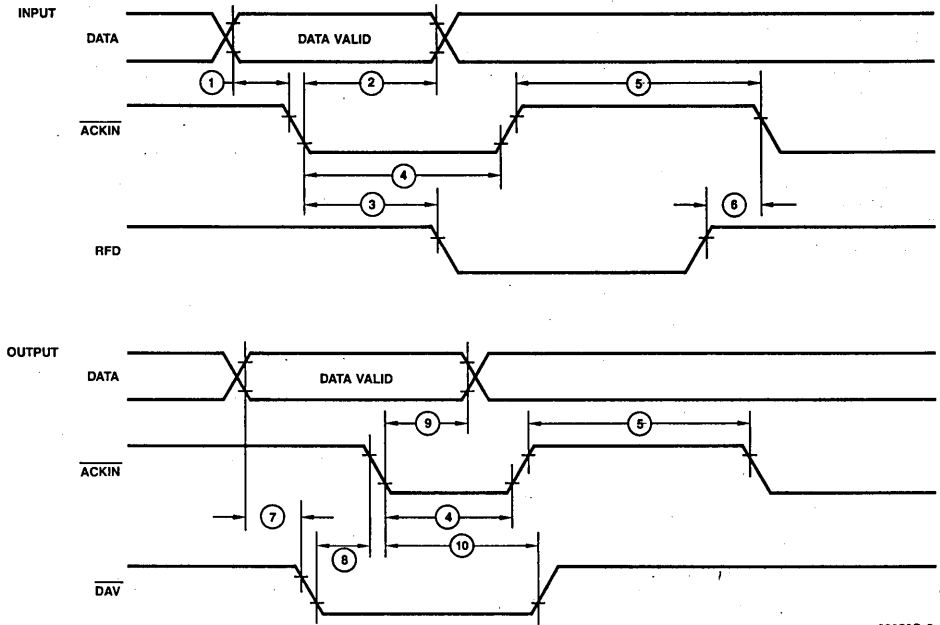 INPUT
DATA
DATA VALID
1
2
5
ACKIN
4
3
6
RFD
OUTPUT
DATA
DATA VALID
9
5
ACKIN
7
4
10
8
DAV